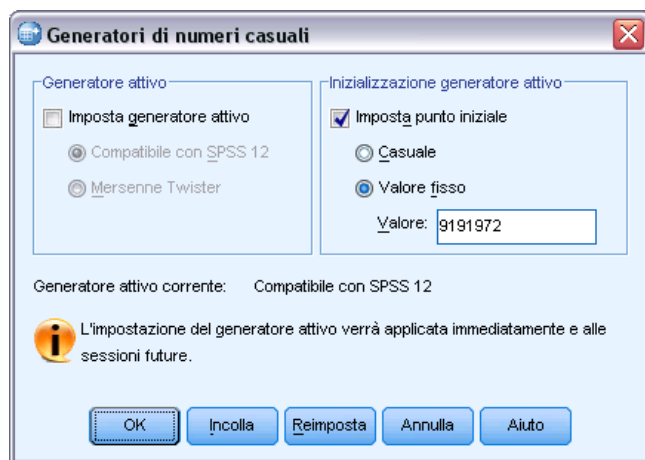 Generatori di numeri casuali
Generatore attivo
Imposta generatore attivo
Compatibile con SPSS 12
Mersenne Twister
Inizializzazione generatore attivo
Imposta punto iniziale
Casuale
Valore fisso
Valore: 9191972
Generatore attivo corrente: Compatibile con SPSS 12
L'impostazione del generatore attivo verrà applicata immediatamente e alle
sessioni future.
OK Incolla Reimposta Annulla Aiuto